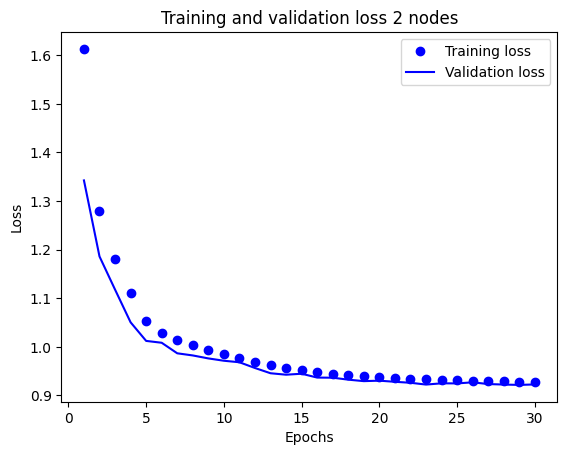 Training and validation loss 2 nodes
Training loss
Validation loss
Loss
1.6
1.5
1.4
1.3
1.2
1.1
1.0
0.9
0 5 10 15 20 25 30
Epochs